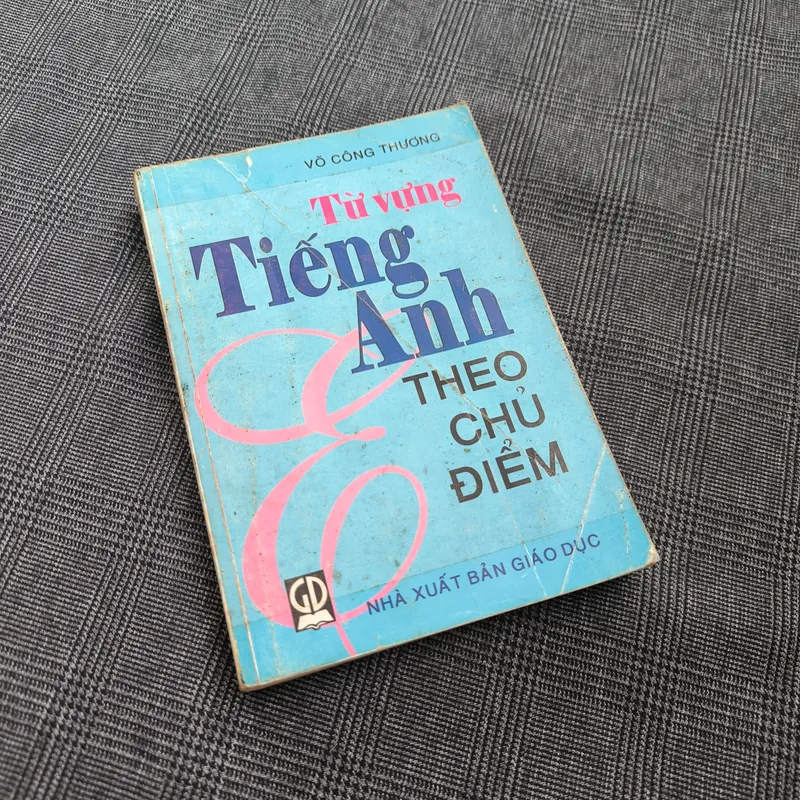 VÕ CÔNG THƯƠNG
Từ vựng
Tiếng
Anh
THEO
CHỦ
ĐIỂM
E
GD
NHÀ XUẤT BẢN GIÁO DỤC